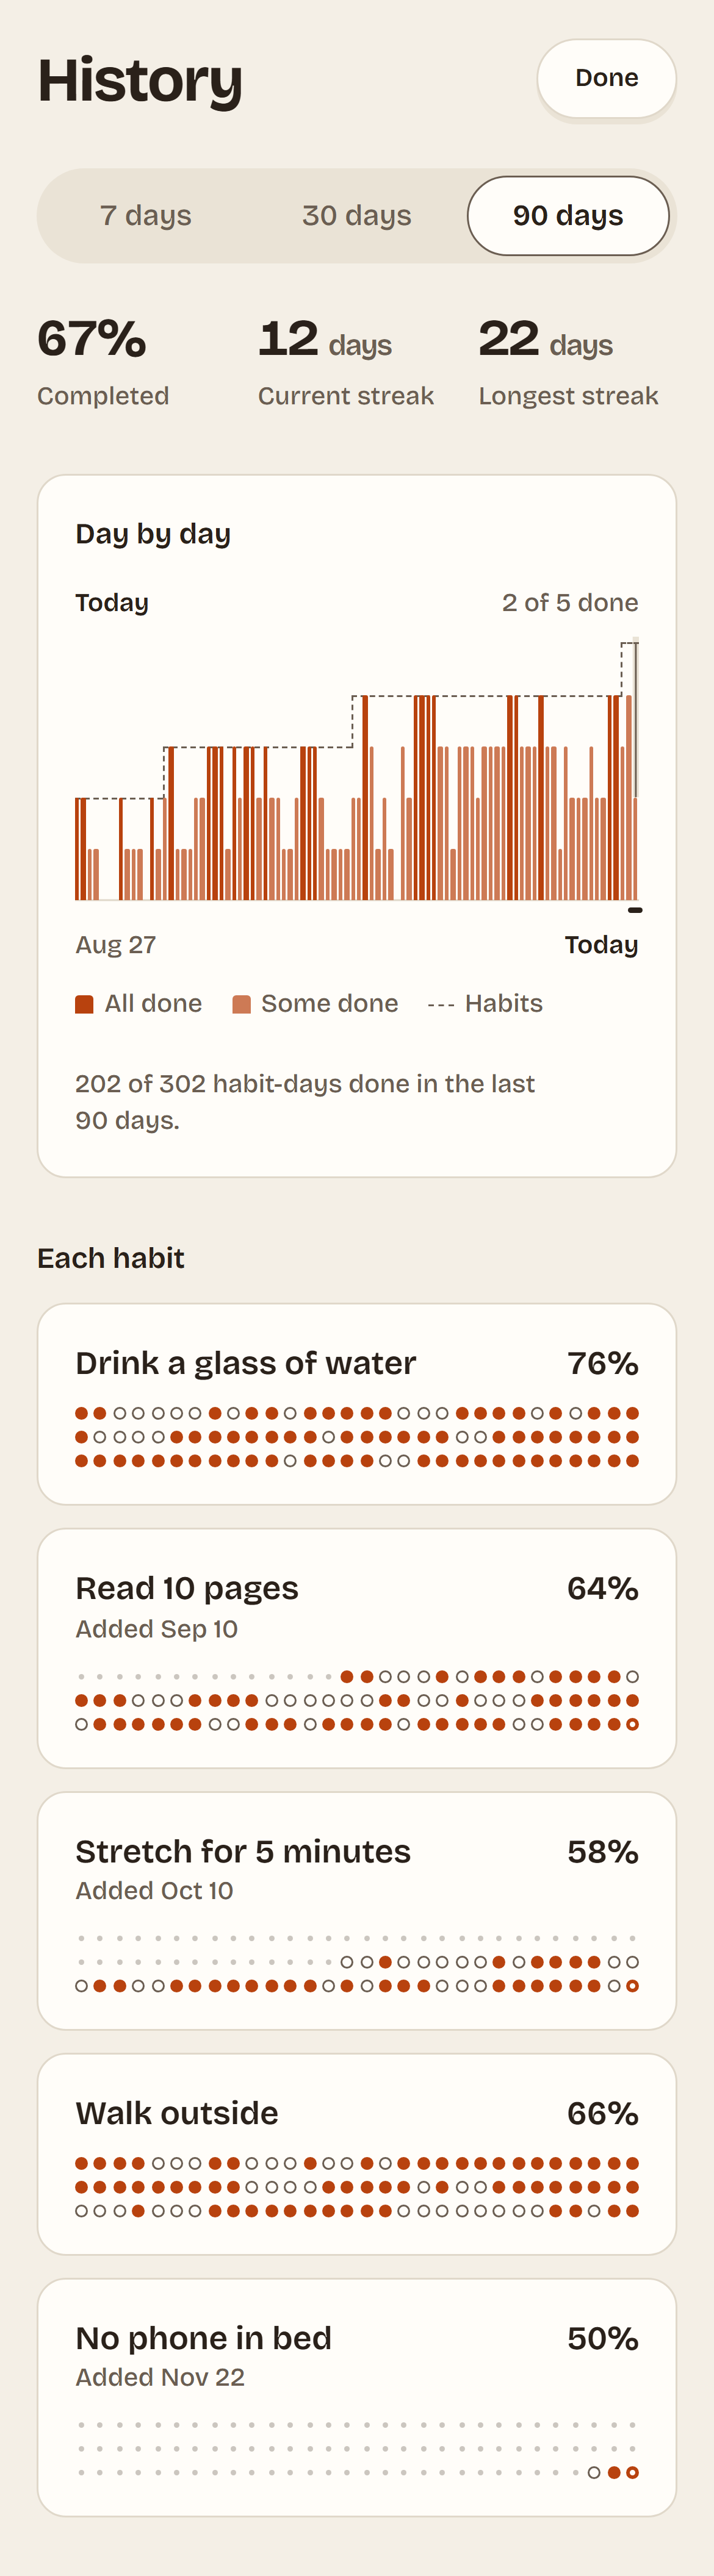 History
Done
7 days
30 days
90 days
67%
12 days
22 days
Completed
Current streak
Longest streak
Day by day
Today
2 of 5 done
Aug 27
Today
All done
Some done
Habits
202 of 302 habit-days done in the last
90 days.
Each habit
Drink a glass of water
76%
Read 10 pages
64%
Added Sep 10
Stretch for 5 minutes
58%
Added Oct 10
Walk outside
66%
No phone in bed
50%
Added Nov 22